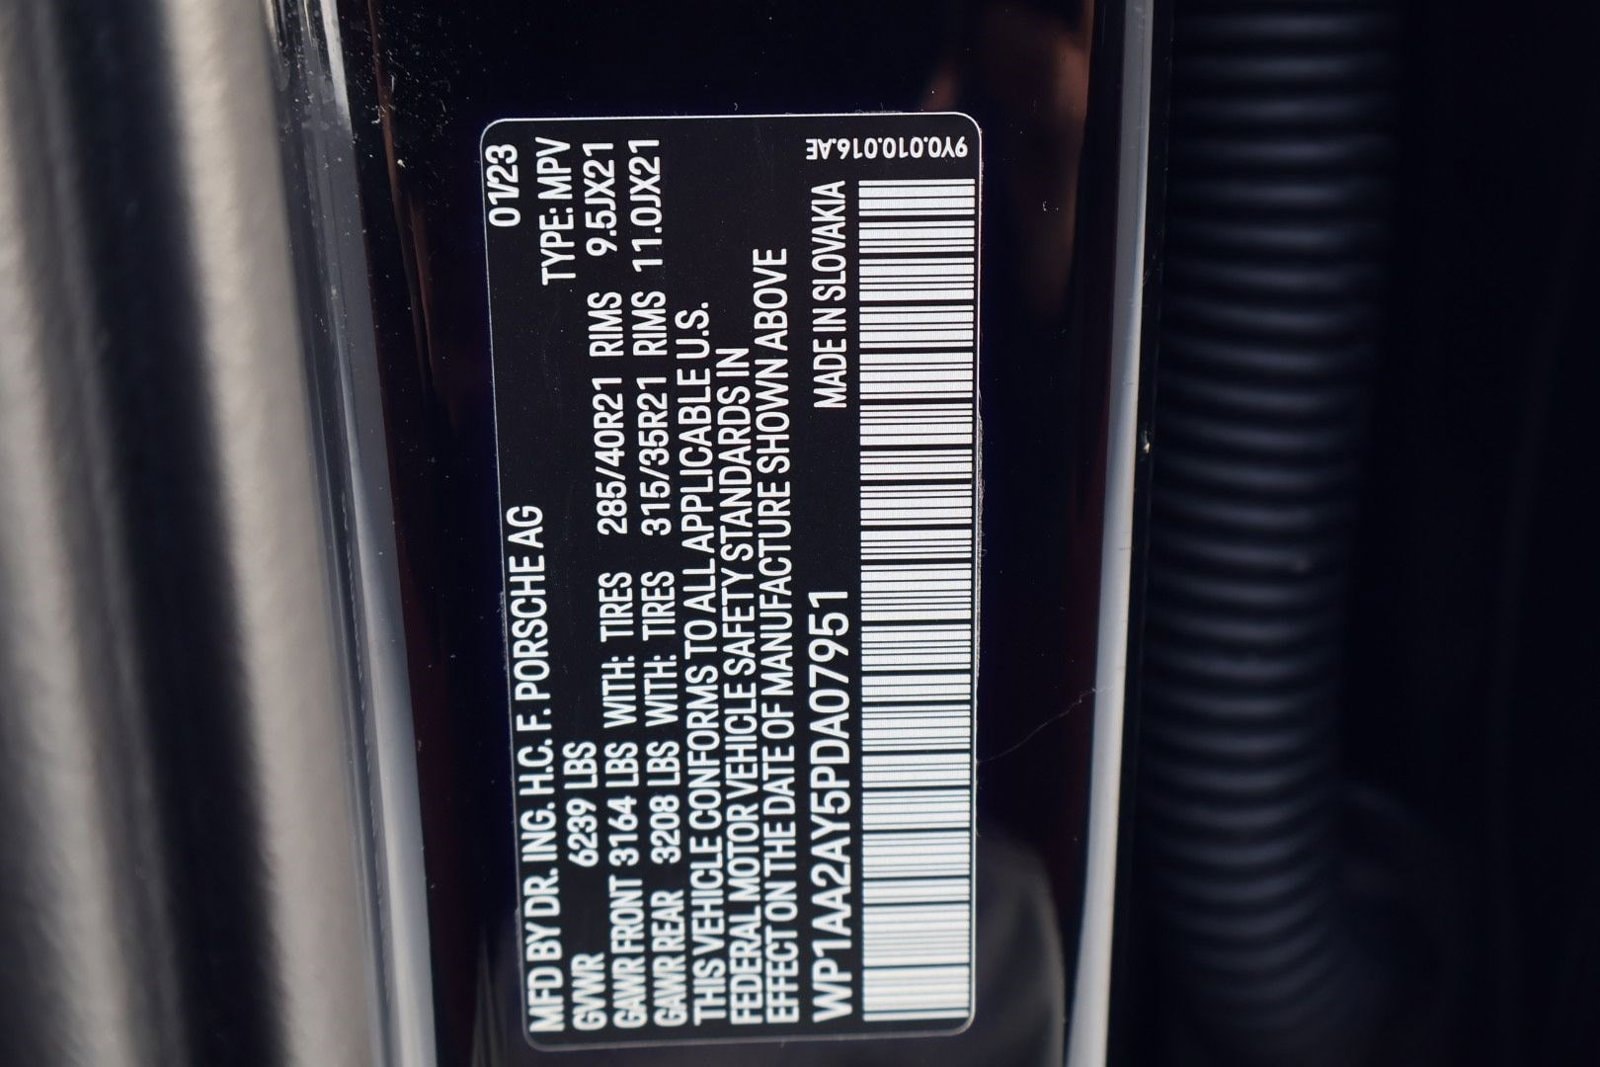 MFD BY DR. ING. H.C. F. PORSCHE AG 01/23
GVWR 6239 LBS TYPE: MPV
GAWR FRONT 3164 LBS WITH: TIRES 285/40R21 RIMS 9.5JX21
GAWR REAR 3208 LBS WITH: TIRES 315/35R21 RIMS 11.0JX21
THIS VEHICLE CONFORMS TO ALL APPLICABLE U.S.
FEDERAL MOTOR VEHICLE SAFETY STANDARDS IN
EFFECT ON THE DATE OF MANUFACTURE SHOWN ABOVE
WP1AA2AY5PDA07951 MADE IN SLOVAKIA
9Y0.010.016.AE